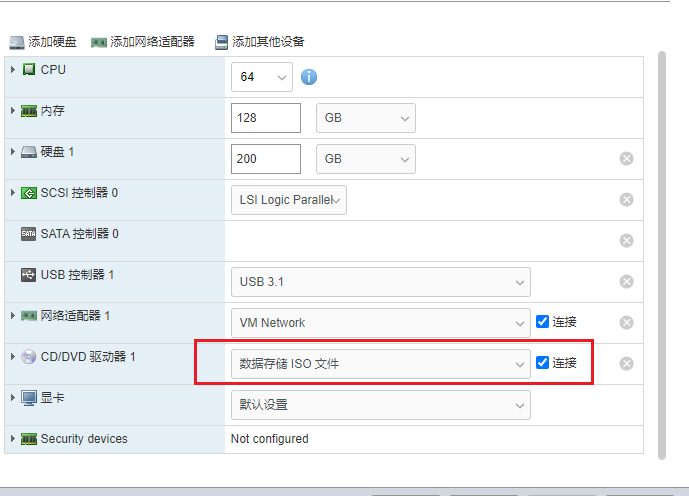 添加硬盘 添加网络适配器 添加其他设备
CPU 64
内存 128 GB
硬盘 1 200 GB
SCSI 控制器 0 LSI Logic Parallel
SATA SATA 控制器 0
USB 控制器 1 USB 3.1
网络适配器 1 VM Network 连接
CD/DVD 驱动器 1 数据存储 ISO 文件 连接
显卡 默认设置
Security devices Not configured